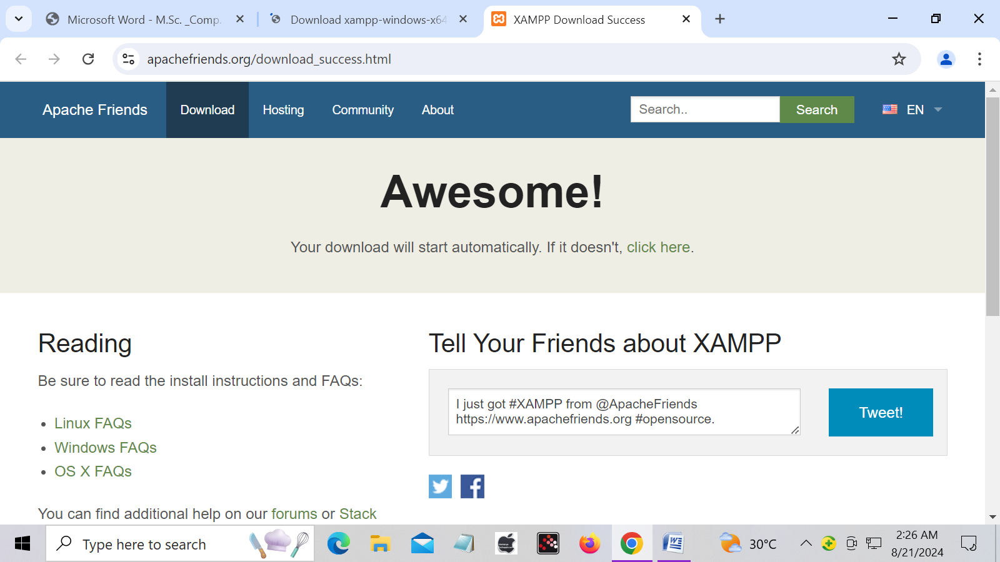 Microsoft Word - M.Sc. _Comp.
Download xampp-windows-x64
XAMPP Download Success
apachefriends.org/download_success.html
Apache Friends
Download
Hosting
Community
About
Search..
Search
EN
Awesome!
Your download will start automatically. If it doesn't, click here.
Reading
Be sure to read the install instructions and FAQs:
Linux FAQs
Windows FAQs
OS X FAQs
You can find additional help on our forums or Stack
Tell Your Friends about XAMPP
I just got #XAMPP from @ApacheFriends
https://www.apachefriends.org #opensource.
Tweet!
Type here to search
30°C
2:26 AM
8/21/2024